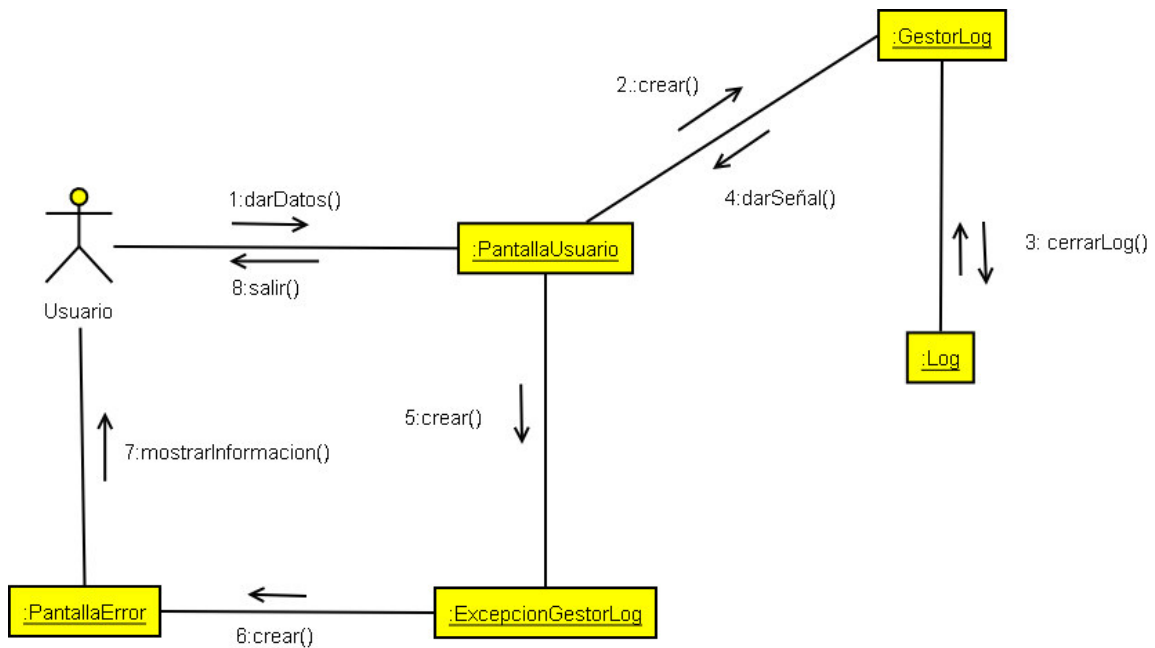 :GestorLog
2.:crear()
1:darDatos()
4:darSeñal()
:PantallaUsuario
3: cerrarLog()
8:salir()
Usuario
:Log
5:crear()
7:mostrarInformacion()
:PantallaError
:ExcepcionGestorLog
6:crear()